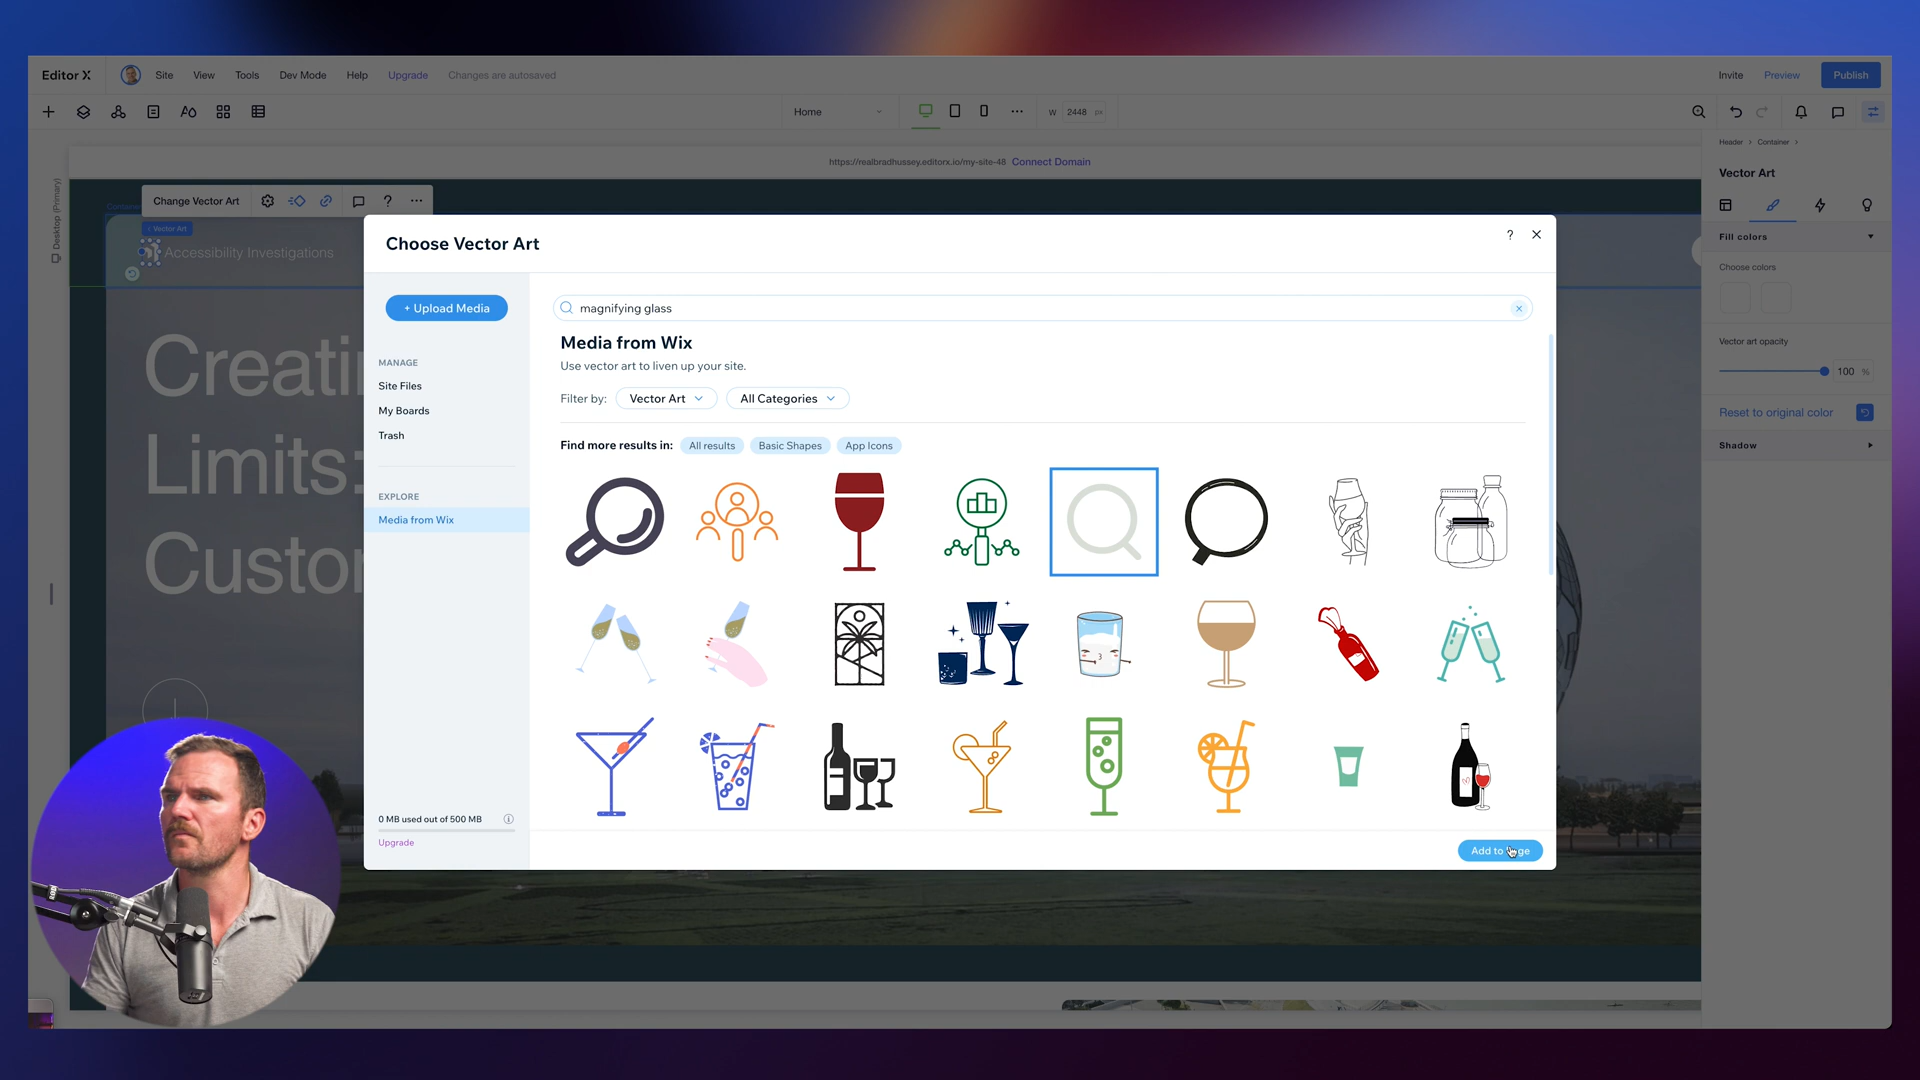 Editor X
Site
View
Tools
Dev Mode
Help
Upgrade
Changes are autosaved
Invite
Preview
Publish
Home
W 2448 px
https://realbradhussey.editorx.io/my-site-48 Connect Domain
Header > Container >
Vector Art
Desktop (Primary)
Change Vector Art
?
< Vector Art
Accessibility Investigations
Fill colors
Choose colors
Vector art opacity
100 %
Reset to original color
Shadow
Choose Vector Art
?
+ Upload Media
magnifying glass
MANAGE
Site Files
My Boards
Trash
EXPLORE
Media from Wix
0 MB used out of 500 MB
Upgrade
Media from Wix
Use vector art to liven up your site.
Filter by:
Vector Art
All Categories
Find more results in:
All results
Basic Shapes
App Icons
Limits: